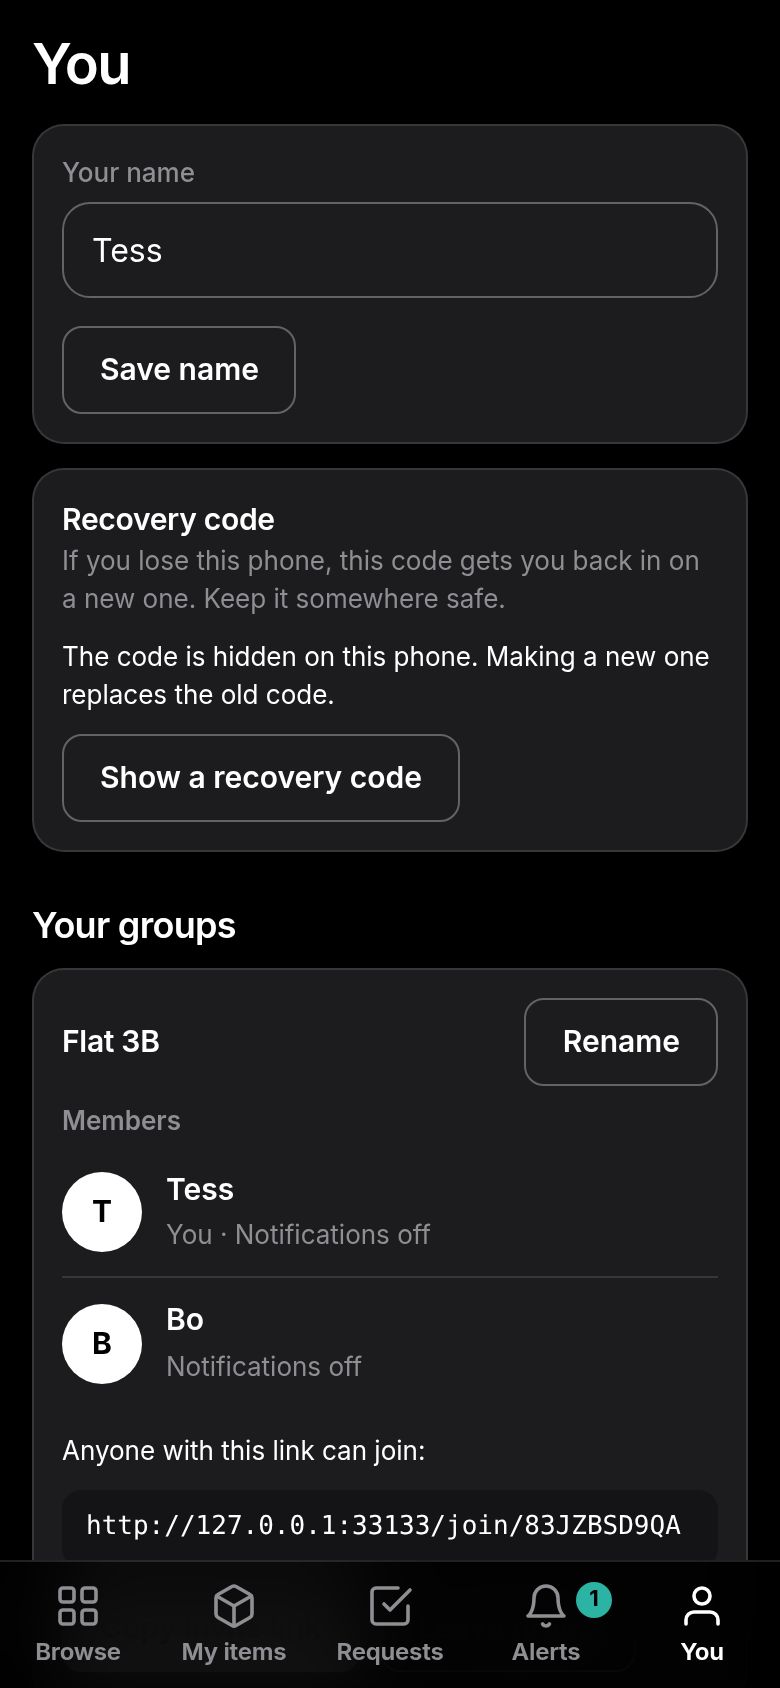 You
Your name
Tess
Save name
Recovery code
If you lose this phone, this code gets you back in on
a new one. Keep it somewhere safe.
The code is hidden on this phone. Making a new one
replaces the old code.
Show a recovery code
Your groups
Flat 3B
Rename
Members
T
Tess
You · Notifications off
B
Bo
Notifications off
Anyone with this link can join:
http://127.0.0.1:33133/join/83JZBSD9QA
1
Browse
My items
Requests
Alerts
You